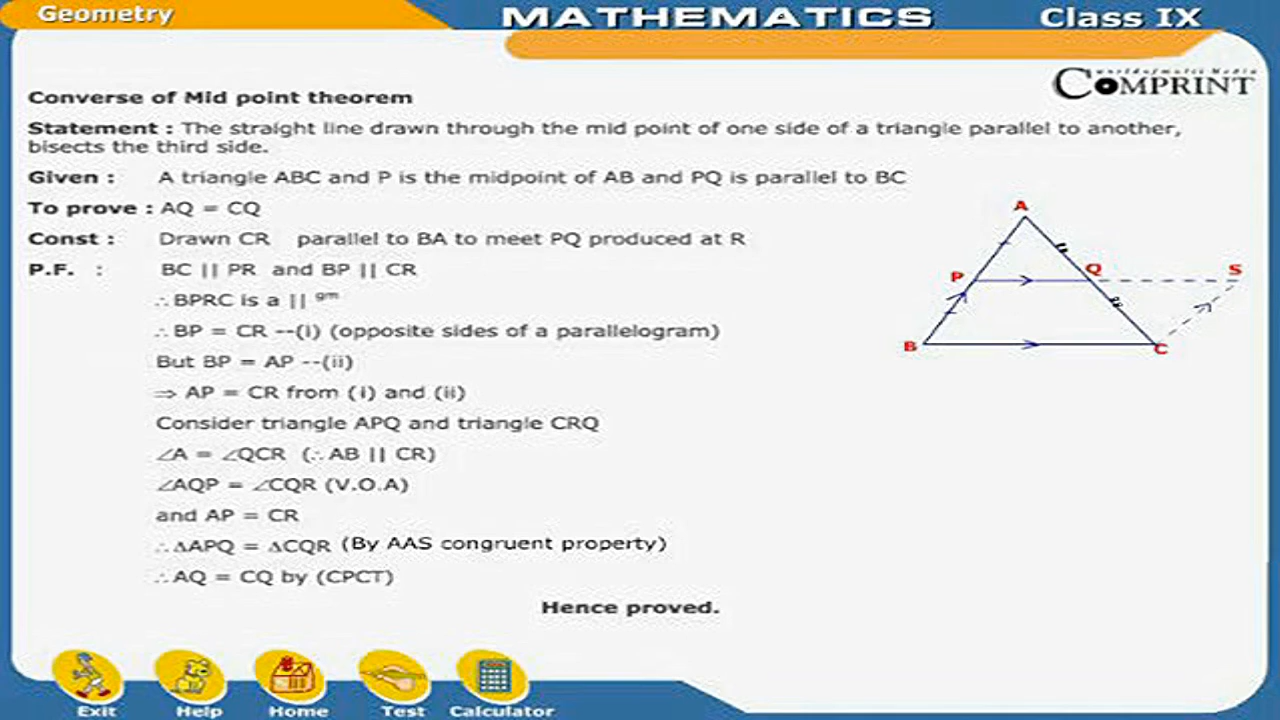 Geometry
MATHEMATICS
Class IX
world of multi Media
COMPRINT
Converse of Mid point theorem
Statement : The straight line drawn through the mid point of one side of a triangle parallel to another,
bisects the third side.
Given : A triangle ABC and P is the midpoint of AB and PQ is parallel to BC
To prove : AQ = CQ
Const : Drawn CR parallel to BA to meet PQ produced at R
P.F. : BC || PR and BP || CR
∴ BPRC is a || gm
∴ BP = CR --(i) (opposite sides of a parallelogram)
But BP = AP --(ii)
⇒ AP = CR from (i) and (ii)
Consider triangle APQ and triangle CRQ
∠A = ∠QCR (∴ AB || CR)
∠AQP = ∠CQR (V.O.A)
and AP = CR
∴ ΔAPQ = ΔCQR (By AAS congruent property)
∴ AQ = CQ by (CPCT)
Hence proved.
A
P
Q
S
B
C
Exit
Help
Home
Test
Calculator